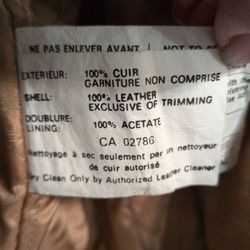 NE PAS ENLEVER AVANT | NOT TO BE
EXTERIEUR: 100% CUIR
GARNITURE NON COMPRISE
SHELL: 100% LEATHER
EXCLUSIVE OF TRIMMING
DOUBLURE:
LINING: 100% ACETATE
CA 02786
Nettoyage à sec seulement par un nettoyeur
de cuir autorisé
Dry Clean Only by Authorized Leather Cleaner